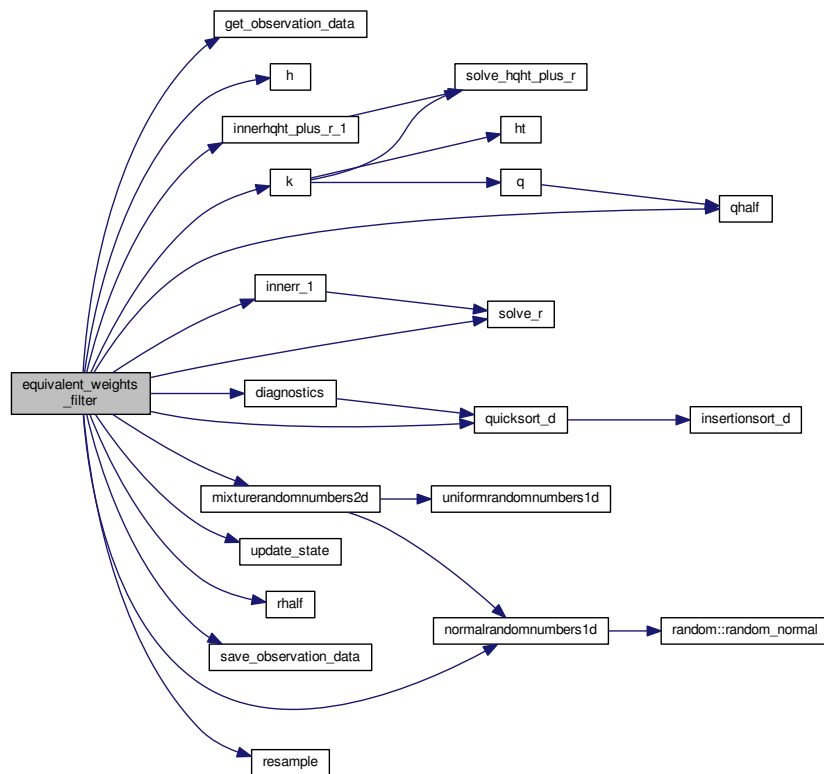 get_observation_data
h
solve_hqht_plus_r
innerhqht_plus_r_1
ht
k
q
qhalf
innerr_1
solve_r
equivalent_weights
_filter
diagnostics
quicksort_d
insertionsort_d
mixturerandomnumbers2d
uniformrandomnumbers1d
update_state
rhalf
normalrandomnumbers1d
random::random_normal
save_observation_data
resample